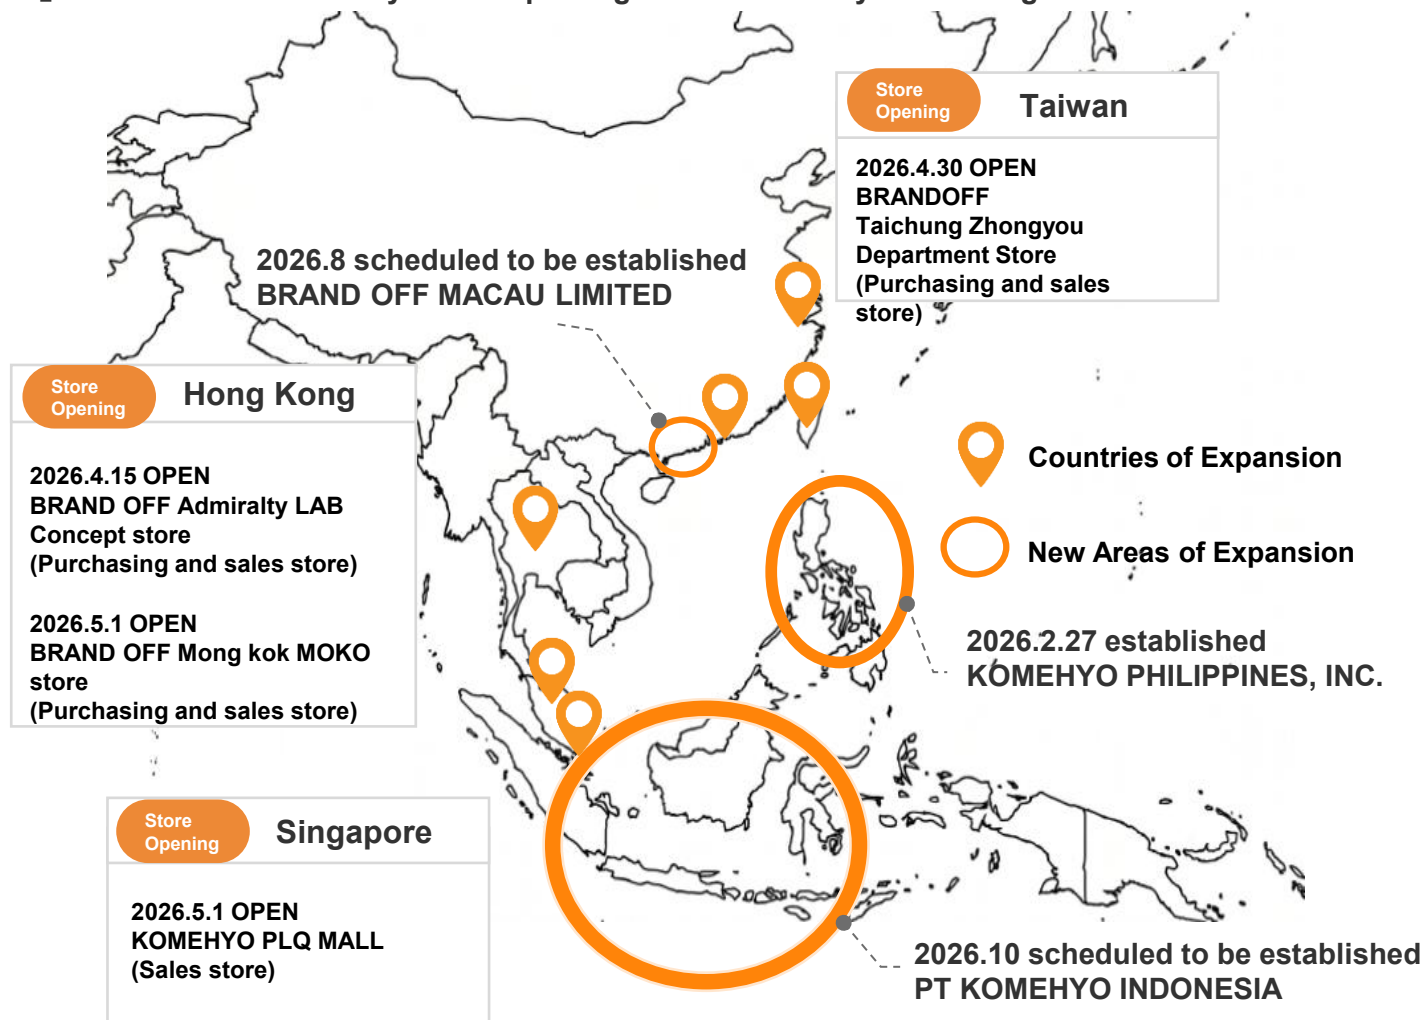 Store
Opening
Taiwan
2026.4.30 OPEN
BRANDOFF
Taichung Zhongyou
Department Store
(Purchasing and sales
store)
2026.8 scheduled to be established
BRAND OFF MACAU LIMITED
Store
Opening
Hong Kong
2026.4.15 OPEN
BRAND OFF Admiralty LAB
Concept store
(Purchasing and sales store)
2026.5.1 OPEN
BRAND OFF Mong kok MOKO
store
(Purchasing and sales store)
Countries of Expansion
New Areas of Expansion
2026.2.27 established
KOMEHYO PHILIPPINES, INC.
Store
Opening
Singapore
2026.5.1 OPEN
KOMEHYO PLQ MALL
(Sales store)
2026.10 scheduled to be established
PT KOMEHYO INDONESIA